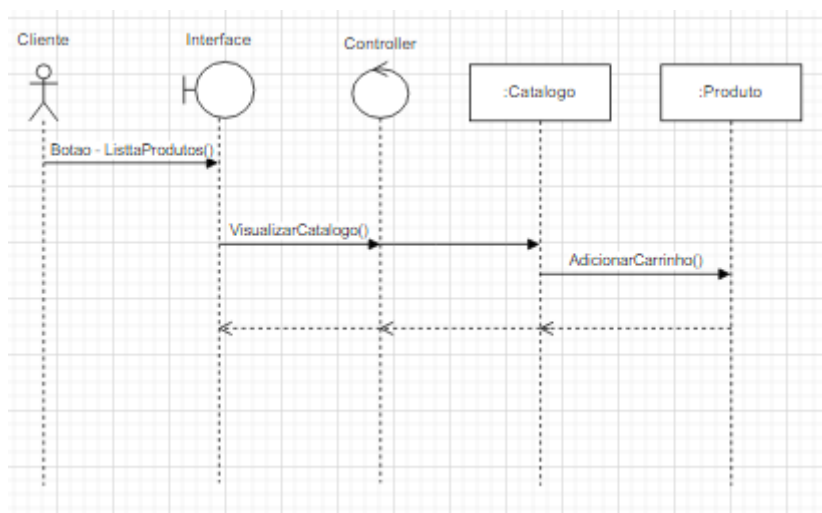 Cliente
Interface
Controller
:Catalogo
:Produto
Botao - ListtaProdutos()
VisualizarCatalogo()
AdicionarCarrinho()